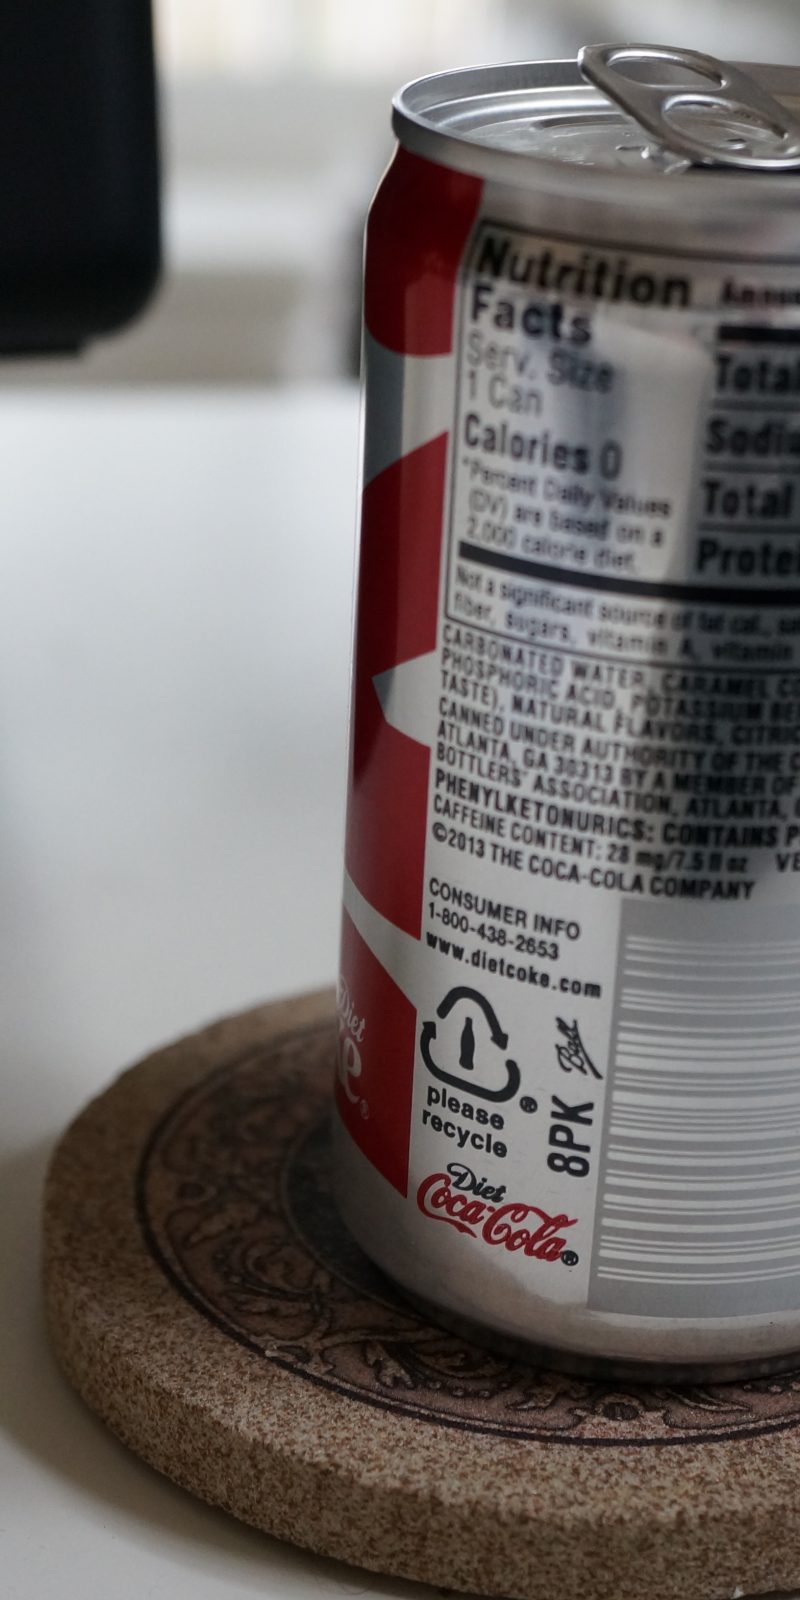 Nutrition
Facts
Serv. Size
1 Can
Calories 0
*Percent Daily Values
(DV) are based on a
2,000 calorie diet.
Total
Total
Not a significant source of fat cal.,
fiber, sugars, vitamin A, vitamin
CARBONATED WATER, CARAMEL
PHOSPHORIC ACID, POTASSIUM
TASTE), NATURAL FLAVORS,
CANNED UNDER AUTHORITY OF THE
ATLANTA, GA 30313 BY A MEMBER OF
BOTTLERS' ASSOCIATION, ATLANTA,
PHENYLKETONURICS: CONTAINS
CAFFEINE CONTENT: 28 mg/7.5 fl oz
©2013 THE COCA-COLA COMPANY
CONSUMER INFO
1-800-438-2653
www.dietcoke.com
please
recycle
®
8PK
Ball
Diet
Coca-Cola®
Diet
ke®